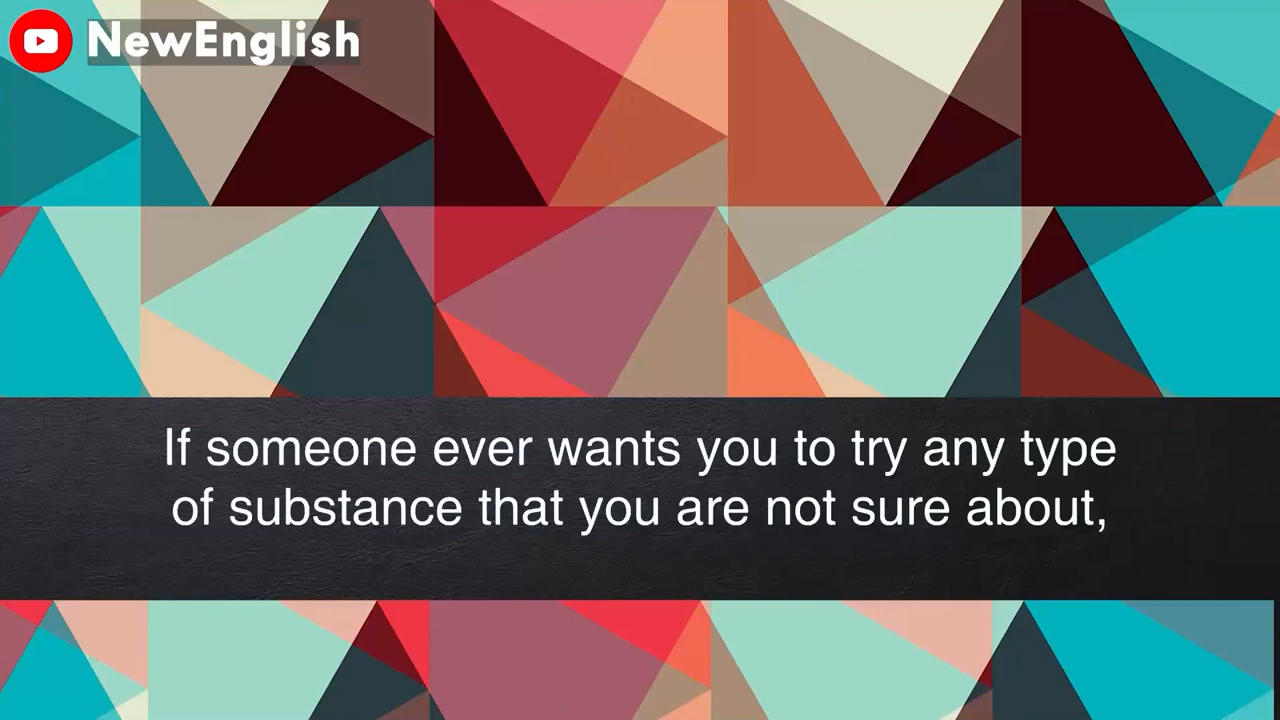 NewEnglish
If someone ever wants you to try any type
of substance that you are not sure about,